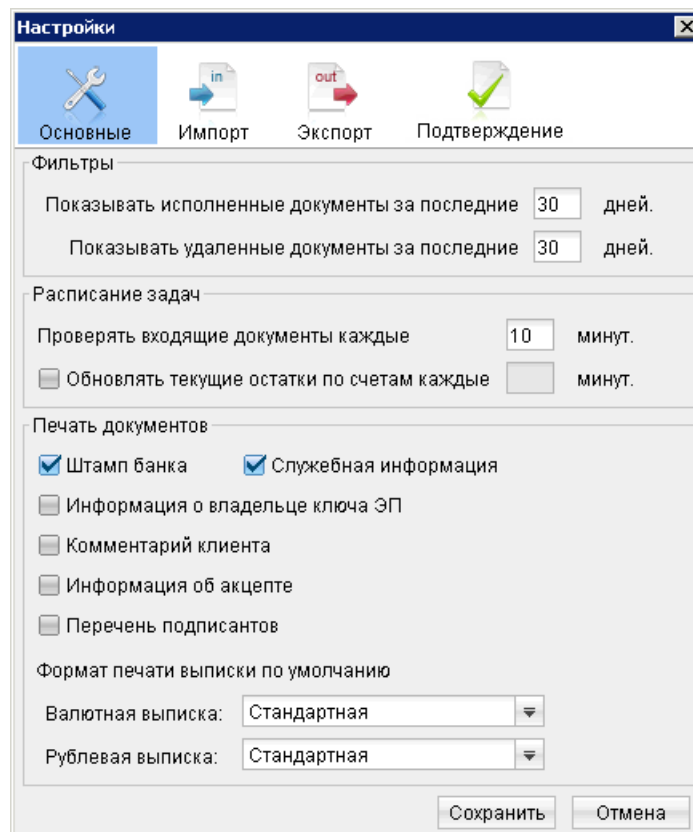 Настройки
in out
Основные Импорт Экспорт Подтверждение
Фильтры
Показывать исполненные документы за последние 30 дней.
Показывать удаленные документы за последние 30 дней.
Расписание задач
Проверять входящие документы каждые 10 минут.
Обновлять текущие остатки по счетам каждые минут.
Печать документов
Штамп банка Служебная информация
Информация о владельце ключа ЭП
Комментарий клиента
Информация об акцепте
Перечень подписантов
Формат печати выписки по умолчанию
Валютная выписка: Стандартная
Рублевая выписка: Стандартная
Сохранить Отмена